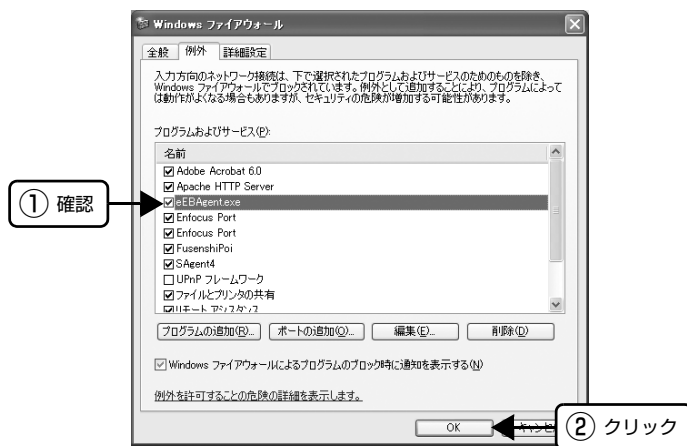 Windows ファイアウォール
全般
例外
詳細設定
入力方向のネットワーク接続は、下で選択されたプログラムおよびサービスのためのものを除き、
Windows ファイアウォールでブロックされています。例外として追加することにより、プログラムによって
は動作がよくなる場合もありますが、セキュリティの危険が増加する可能性があります。
プログラムおよびサービス(P):
名前
Adobe Acrobat 6.0
Apache HTTP Server
① 確認
eEBAgent.exe
Enfocus Port
Enfocus Port
FusenshiPoi
SAgent4
UPnP フレームワーク
ファイルとプリンタの共有
リモート アシスタンス
プログラムの追加(R)...
ポートの追加(O)...
編集(E)...
削除(D)
Windows ファイアウォールによるプログラムのブロック時に通知を表示する(N)
例外を許可することの危険の詳細を表示します。
OK
② クリック